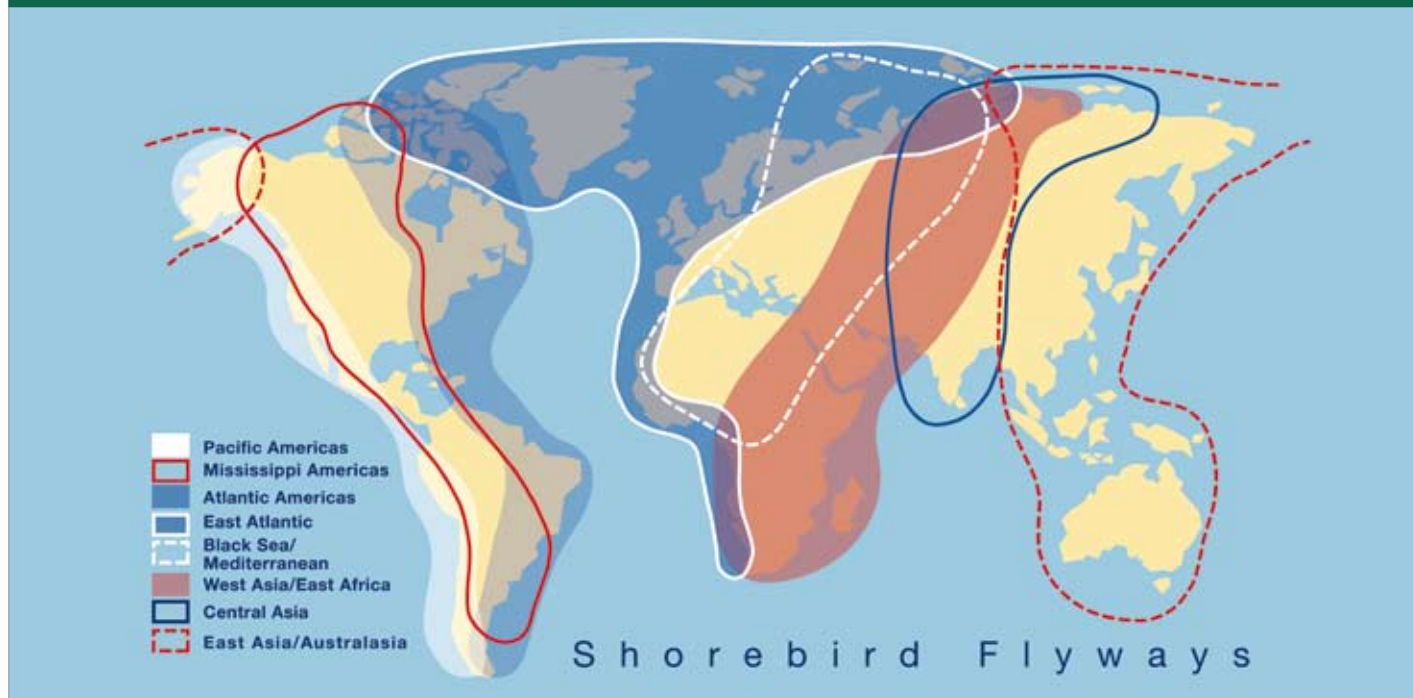 Pacific Americas
Mississippi Americas
Atlantic Americas
East Atlantic
Black Sea/
Mediterranean
West Asia/East Africa
Central Asia
East Asia/Australasia
Shorebird Flyways